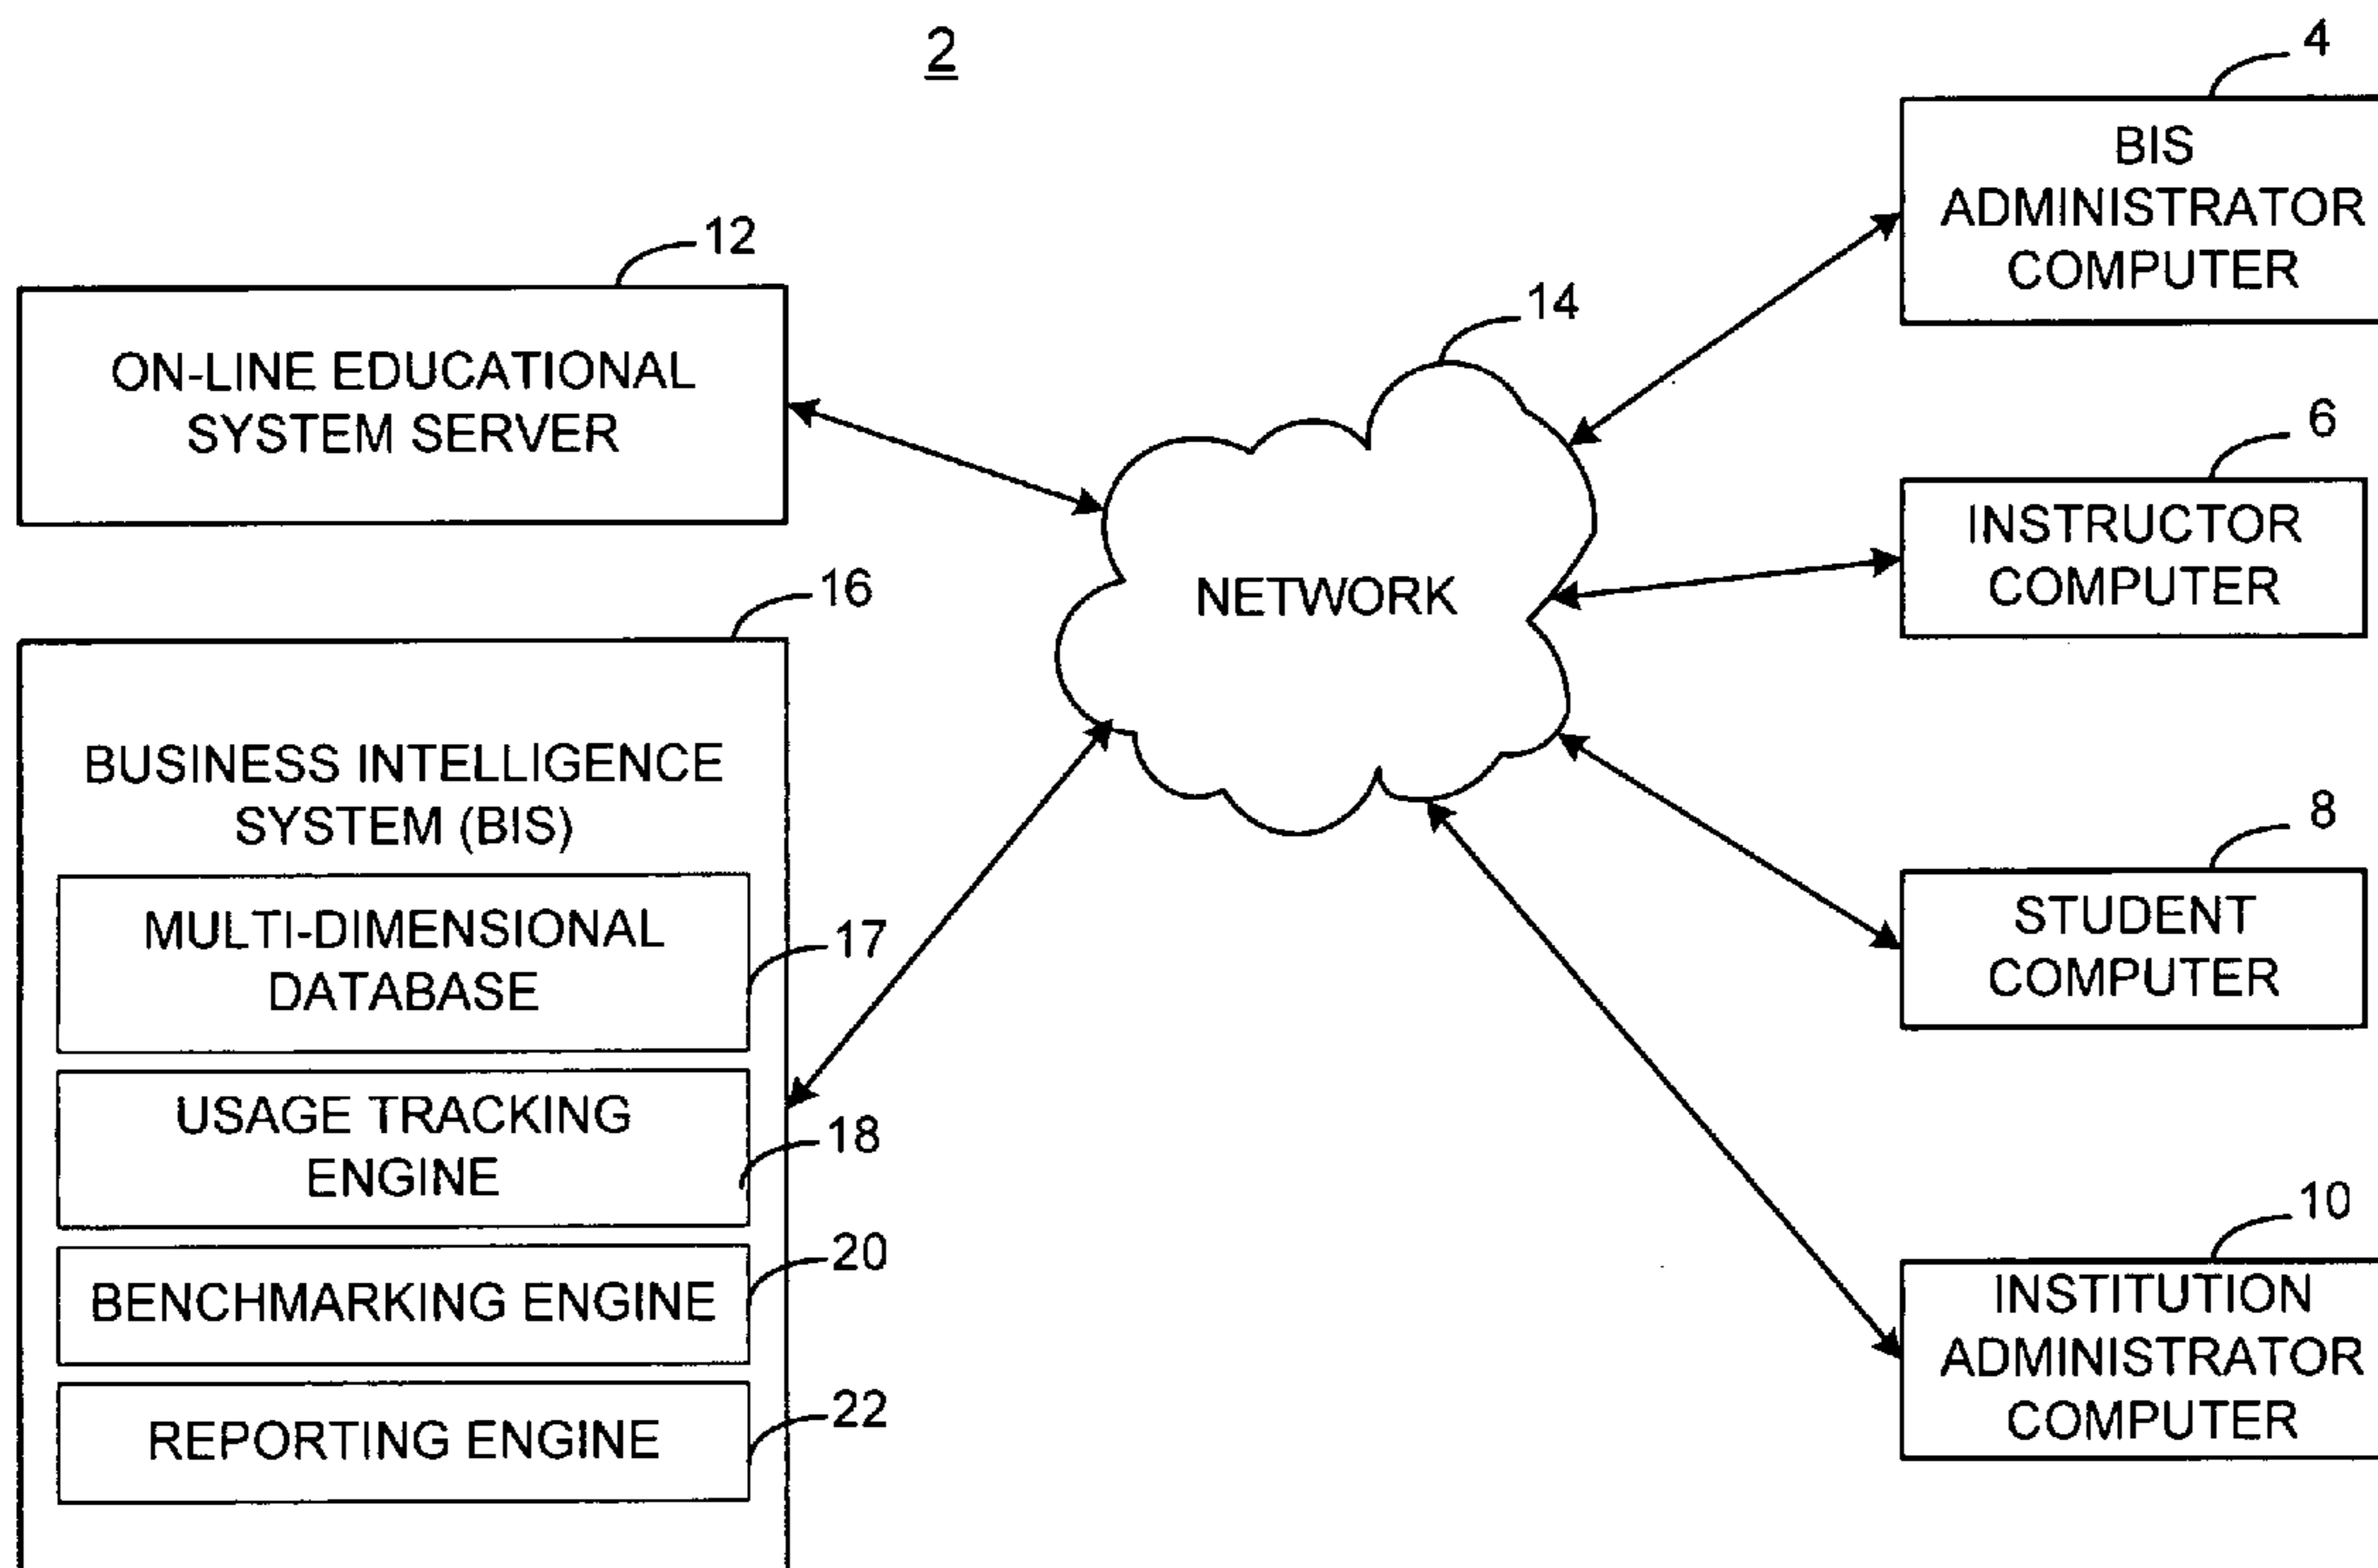 2
4
BIS
ADMINISTRATOR
COMPUTER
12
ON-LINE EDUCATIONAL
SYSTEM SERVER
14
NETWORK
6
INSTRUCTOR
COMPUTER
16
BUSINESS INTELLIGENCE
SYSTEM (BIS)
MULTI-DIMENSIONAL
DATABASE
17
USAGE TRACKING
ENGINE
18
BENCHMARKING ENGINE
20
REPORTING ENGINE
22
8
STUDENT
COMPUTER
10
INSTITUTION
ADMINISTRATOR
COMPUTER